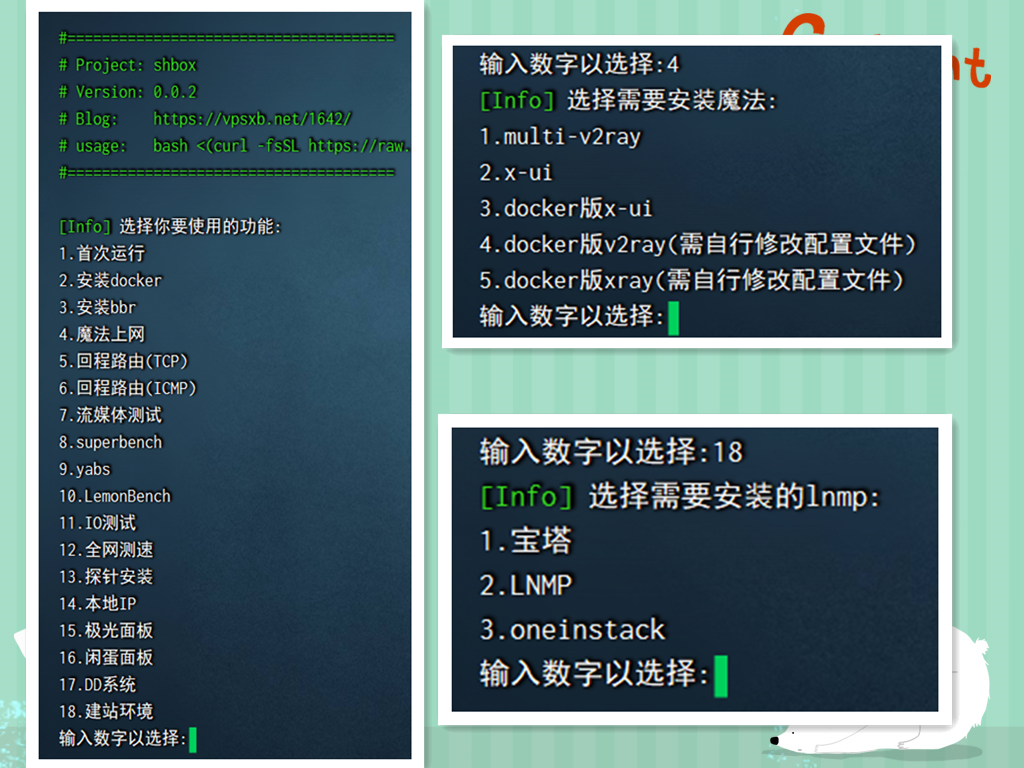 #======================================
# Project: shbox
# Version: 0.0.2
# Blog: https://vpsxb.net/1642/
# usage: bash <(curl -fsSL https://raw.
#======================================
[Info] 选择你要使用的功能:
1.首次运行
2.安装docker
3.安装bbr
4.魔法上网
5.回程路由(TCP)
6.回程路由(ICMP)
7.流媒体测试
8.superbench
9.yabs
10.LemonBench
11.IO测试
12.全网测速
13.探针安装
14.本地IP
15.极光面板
16.闲蛋面板
17.DD系统
18.建站环境
输入数字以选择:
输入数字以选择:4
[Info] 选择需要安装魔法:
1.multi-v2ray
2.x-ui
3.docker版x-ui
4.docker版v2ray(需自行修改配置文件)
5.docker版xray(需自行修改配置文件)
输入数字以选择:
输入数字以选择:18
[Info] 选择需要安装的lnmp:
1.宝塔
2.LNMP
3.oneinstack
输入数字以选择: